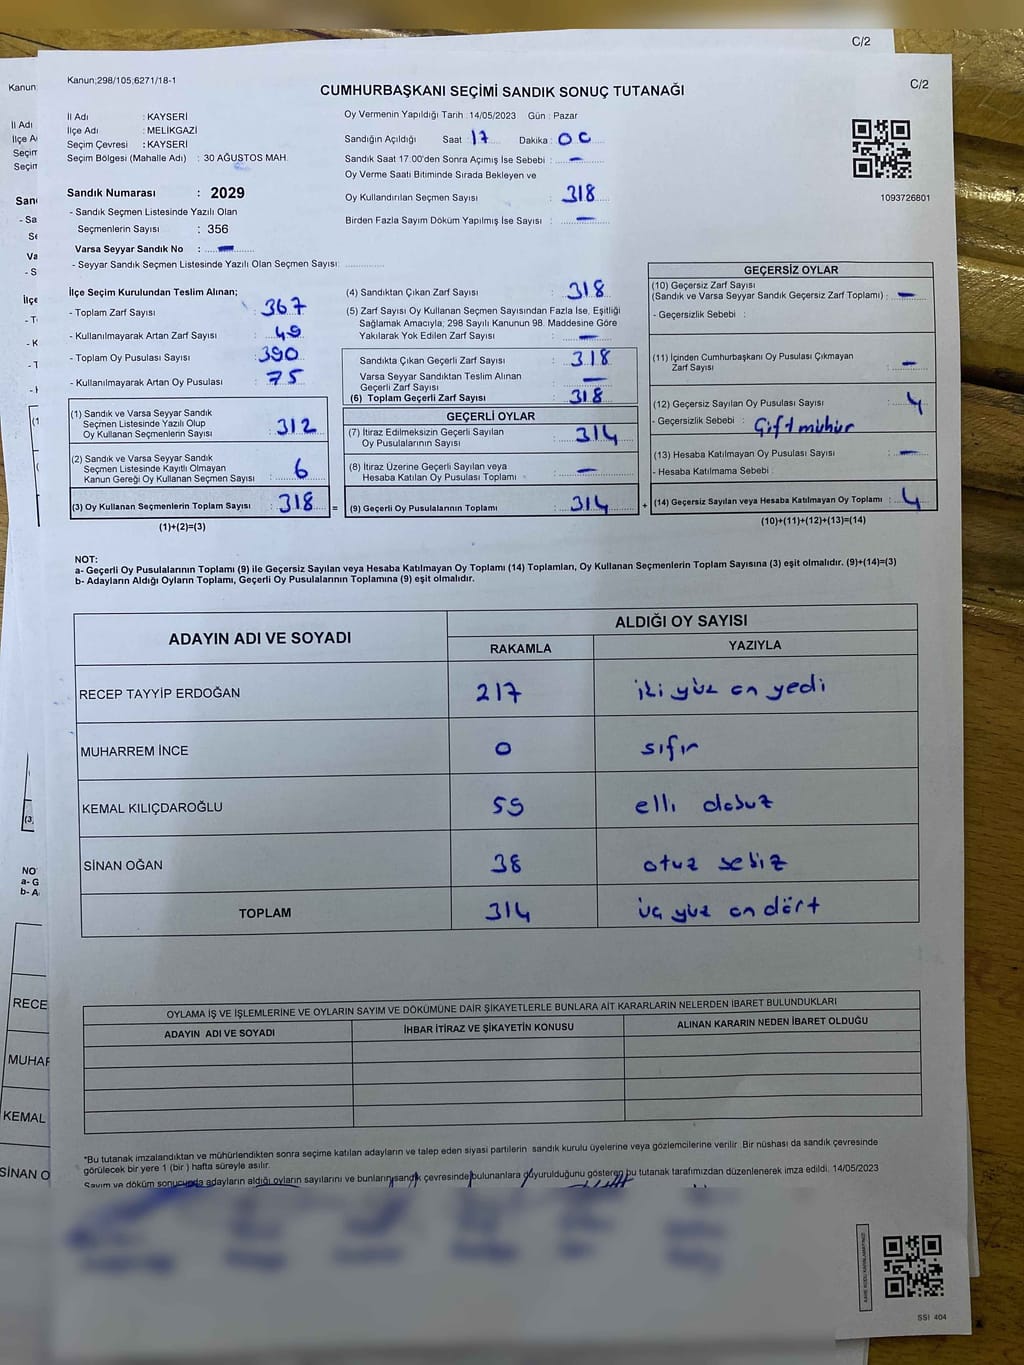 C/2
Kanun;298/105;6271/18-1
C/2
CUMHURBAŞKANI SEÇİMİ SANDIK SONUÇ TUTANAĞI
İl Adı : KAYSERİ
İlçe Adı : MELİKGAZİ
Seçim Çevresi : KAYSERİ
Seçim Bölgesi (Mahalle Adı) : 30 AĞUSTOS MAH.
Sandık Numarası : 2029
- Sandık Seçmen Listesinde Yazılı Olan
Seçmenlerin Sayısı : 356
Varsa Seyyar Sandık No : —
- Seyyar Sandık Seçmen Listesinde Yazılı Olan Seçmen Sayısı:
Oy Vermenin Yapıldığı Tarih :14/05/2023 Gün : Pazar
Sandığın Açıldığı Saat :17 Dakika :00
Sandık Saat 17.00'den Sonra Açımış İse Sebebi : —
Oy Verme Saati Bitiminde Sırada Bekleyen ve
Oy Kullandırılan Seçmen Sayısı : 318
Birden Fazla Sayım Döküm Yapılmış İse Sayısı : —
1093726801
İlçe Seçim Kurulundan Teslim Alınan;
- Toplam Zarf Sayısı : 367
- Kullanılmayarak Artan Zarf Sayısı : 49
- Toplam Oy Pusulası Sayısı : 390
- Kullanılmayarak Artan Oy Pusulası : 75
(1) Sandık ve Varsa Seyyar Sandık
Seçmen Listesinde Yazılı Olup
Oy Kullanan Seçmenlerin Sayısı : 312
(2) Sandık ve Varsa Seyyar Sandık
Seçmen Listesinde Kayıtlı Olmayan
Kanun Gereği Oy Kullanan Seçmen Sayısı : 6
(3) Oy Kullanan Seçmenlerin Toplam Sayısı : 318
(1)+(2)=(3)
(4) Sandıktan Çıkan Zarf Sayısı : 318
(5) Zarf Sayısı Oy Kullanan Seçmen Sayısından Fazla İse, Eşitliği
Sağlamak Amacıyla; 298 Sayılı Kanunun 98. Maddesine Göre
Yakılarak Yok Edilen Zarf Sayısı : —
Sandıkta Çıkan Geçerli Zarf Sayısı : 318
Varsa Seyyar Sandıktan Teslim Alınan
Geçerli Zarf Sayısı : —
(6) Toplam Geçerli Zarf Sayısı : 318
GEÇERLİ OYLAR
(7) İtiraz Edilmeksizin Geçerli Sayılan
Oy Pusulalarının Sayısı : 314
(8) İtiraz Üzerine Geçerli Sayılan veya
Hesaba Katılan Oy Pusulası Toplamı : —
= (9) Geçerli Oy Pusulalarının Toplamı : 314 +
GEÇERSİZ OYLAR
(10) Geçersiz Zarf Sayısı
(Sandık ve Varsa Seyyar Sandık Geçersiz Zarf Toplamı) : —
- Geçersizlik Sebebi :
(11) İçinden Cumhurbaşkanı Oy Pusulası Çıkmayan
Zarf Sayısı : —
(12) Geçersiz Sayılan Oy Pusulası Sayısı : 4
- Geçersizlik Sebebi : Çift mühür
(13) Hesaba Katılmayan Oy Pusulası Sayısı : —
- Hesaba Katılmama Sebebi :
(14) Geçersiz Sayılan veya Hesaba Katılmayan Oy Toplamı : 4
(10)+(11)+(12)+(13)=(14)
NOT:
a- Geçerli Oy Pusulalarının Toplamı (9) ile Geçersiz Sayılan veya Hesaba Katılmayan Oy Toplamı (14) Toplamları, Oy Kullanan Seçmenlerin Toplam Sayısına (3) eşit olmalıdır. (9)+(14)=(3)
b- Adayların Aldığı Oyların Toplamı, Geçerli Oy Pusulalarının Toplamına (9) eşit olmalıdır.
ADAYIN ADI VE SOYADI
ALDIĞI OY SAYISI
RAKAMLA YAZIYLA
RECEP TAYYİP ERDOĞAN 217 iki yüz on yedi
MUHARREM İNCE 0 sıfır
KEMAL KILIÇDAROĞLU 59 elli dokuz
SİNAN OĞAN 38 otuz sekiz
TOPLAM 314 üç yüz on dört
OYLAMA İŞ VE İŞLEMLERİNE VE OYLARIN SAYIM VE DÖKÜMÜNE DAİR ŞİKAYETLERLE BUNLARA AİT KARARLARIN NELERDEN İBARET BULUNDUKLARI
ADAYIN ADI VE SOYADI İHBAR İTİRAZ VE ŞİKAYETİN KONUSU ALINAN KARARIN NEDEN İBARET OLDUĞU
*Bu tutanak imzalandıktan ve mühürlendikten sonra seçime katılan adayların ve talep eden siyasi partilerin sandık kurulu üyelerine veya gözlemcilerine verilir. Bir nüshası da sandık çevresinde
görülecek bir yere 1 (bir ) hafta süreyle asılır.
Sayım ve döküm sonucunda adayların aldığı oyların sayılarını ve bunların sandık çevresinde bulunanlara duyurulduğunu gösteren bu tutanak tarafımızdan düzenlenerek imza edildi. 14/05/2023
SSI 404